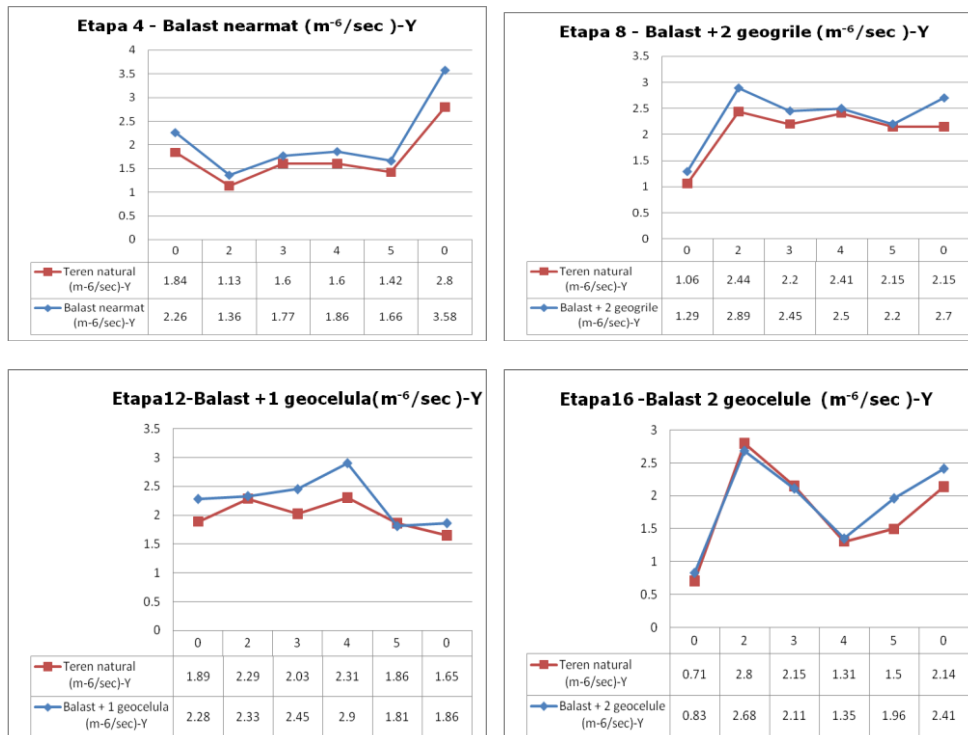 Etapa 4 - Balast nearmat (m⁻⁶/sec)-Y
4
3.5
3
2.5
2
1.5
1
0.5
0
0 2 3 4 5 0
Teren natural
(m-6/sec)-Y
1.84 1.13 1.6 1.6 1.42 2.8
Balast nearmat
(m-6/sec)-Y
2.26 1.36 1.77 1.86 1.66 3.58
Etapa 8 - Balast +2 geogrile (m⁻⁶/sec )-Y
3.5
3
2.5
2
1.5
1
0.5
0
0 2 3 4 5 0
Teren natural
(m-6/sec)-Y
1.06 2.44 2.2 2.41 2.15 2.15
Balast + 2 geogrile
(m-6/sec)-Y
1.29 2.89 2.45 2.5 2.2 2.7
Etapa12-Balast +1 geocelula(m⁻⁶/sec )-Y
3.5
3
2.5
2
1.5
1
0.5
0
0 2 3 4 5 0
Teren natural
(m-6/sec)-Y
1.89 2.29 2.03 2.31 1.86 1.65
Balast + 1 geocelula
(m-6/sec)-Y
2.28 2.33 2.45 2.9 1.81 1.86
Etapa16 -Balast 2 geocelule (m⁻⁶/sec )-Y
3
2.5
2
1.5
1
0.5
0
0 2 3 4 5 0
Teren natural
(m-6/sec)-Y
0.71 2.8 2.15 1.31 1.5 2.14
Balast + 2 geocelule
(m-6/sec)-Y
0.83 2.68 2.11 1.35 1.96 2.41